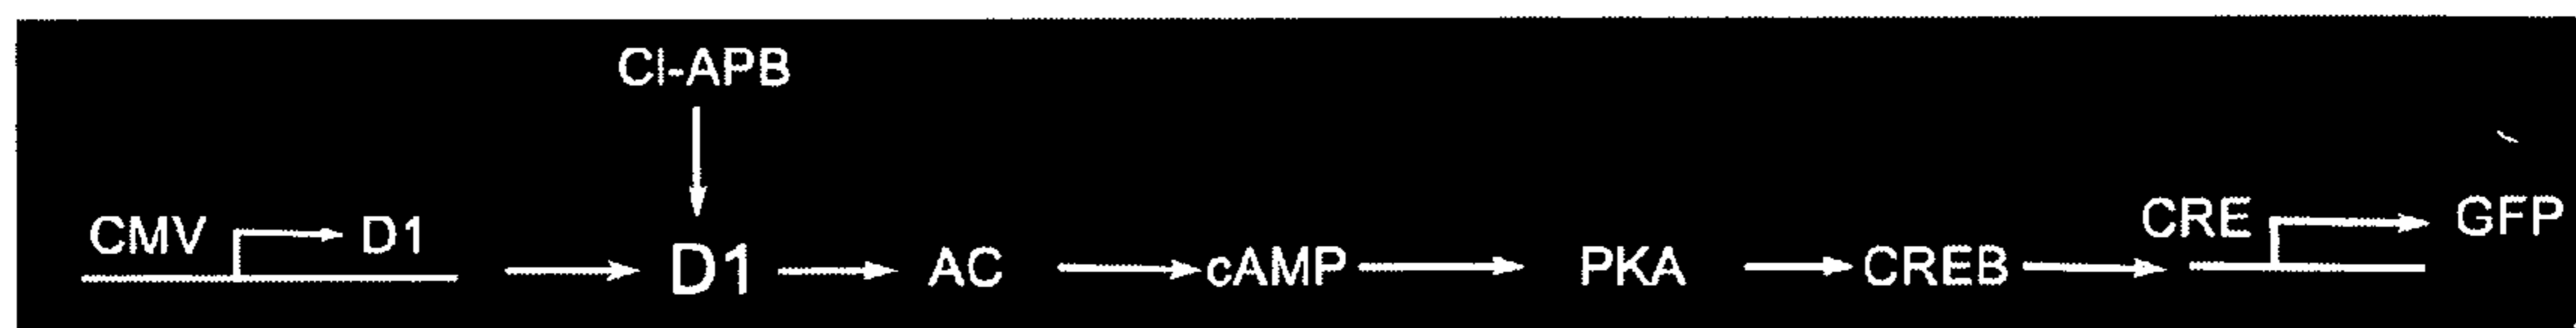 Cl-APB
CMV D1 CRE GFP
D1 AC cAMP PKA CREB